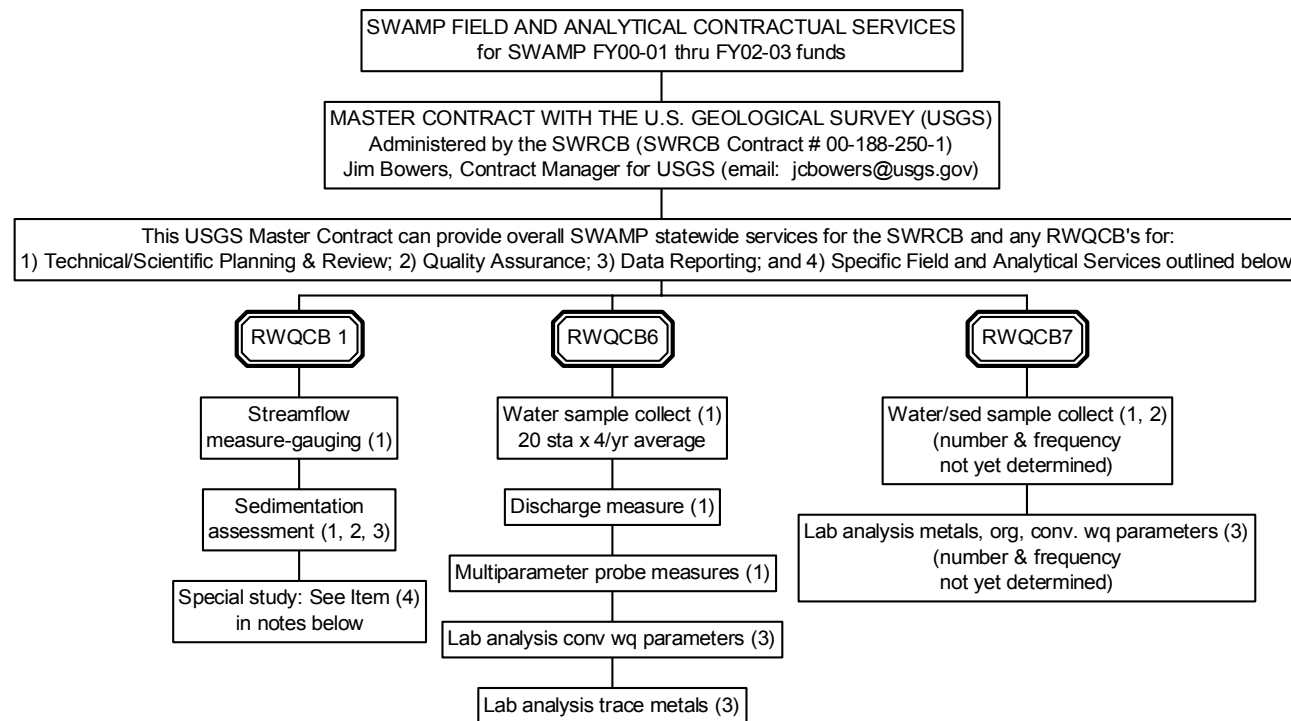 SWAMP FIELD AND ANALYTICAL CONTRACTUAL SERVICES
for SWAMP FY00-01 thru FY02-03 funds
MASTER CONTRACT WITH THE U.S. GEOLOGICAL SURVEY (USGS)
Administered by the SWRCB (SWRCB Contract # 00-188-250-1)
Jim Bowers, Contract Manager for USGS (email:  jcbowers@usgs.gov)
This USGS Master Contract can provide overall SWAMP statewide services for the SWRCB and any RWQCB's for:
1) Technical/Scientific Planning & Review; 2) Quality Assurance; 3) Data Reporting; and 4) Specific Field and Analytical Services outlined below
RWQCB 1
Streamflow
measure-gauging (1)
Sedimentation
assessment (1, 2, 3)
Special study: See Item (4)
in notes below
RWQCB6
Water sample collect (1)
20 sta x 4/yr average
Discharge measure (1)
Multiparameter probe measures (1)
Lab analysis conv wq parameters (3)
Lab analysis trace metals (3)
RWQCB7
Water/sed sample collect (1, 2)
(number & frequency
not yet determined)
Lab analysis metals, org, conv. wq parameters (3)
(number & frequency
not yet determined)